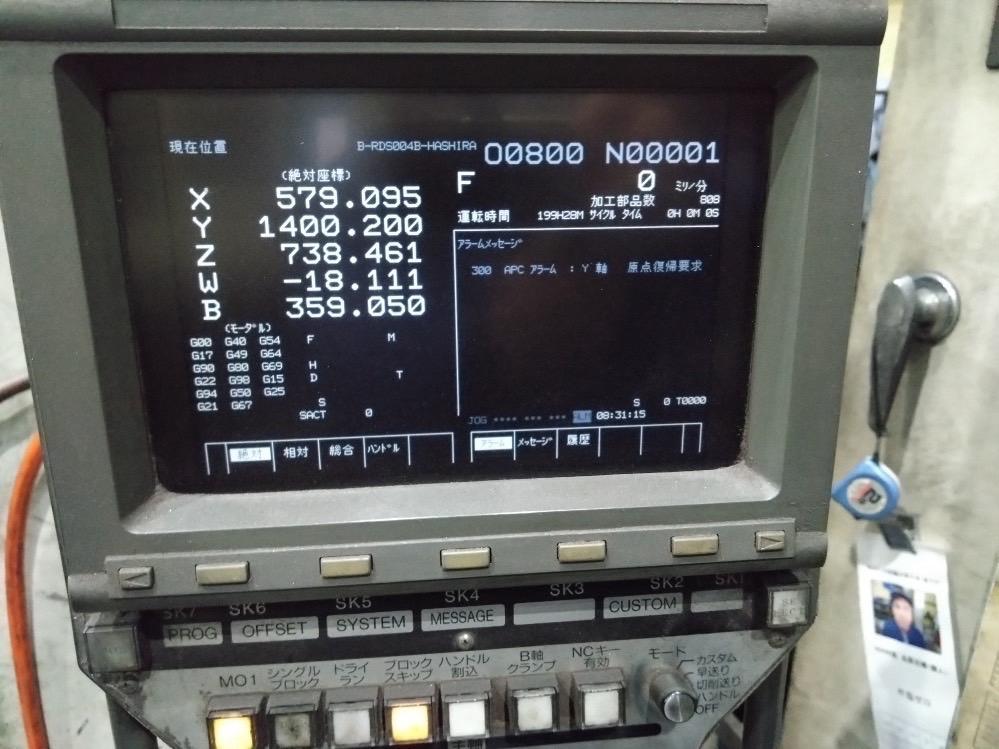 現在位置 B-RDS004B-HASHIRA O0800 N00001
(絶対座標)
X 579.095
Y 1400.200
Z 738.461
W -18.111
B 359.050
F 0 ミリ/分
加工部品数 808
運転時間 199H28M サイクル タイム 0H 0M 0S
アラームメッセージ
300 APC アラーム : Y 軸 原点復帰要求
(モーダル)
G00 G40 G54 F M
G17 G49 G64
G90 G80 G69 H
G22 G98 G15 D T
G94 G50 G25
G21 G67 S
SACT 0
S 0 T0000
JOG **** *** *** ALM 08:31:15
絶対 相対 総合 ハンドル
アラーム メッセージ 履歴
SK7 SK6 SK5 SK4 SK3 SK2 SK1
PROG OFFSET SYSTEM MESSAGE CUSTOM
MO1
シングル
ブロック
ドライ
ラン
ブロック
スキップ
ハンドル
割込
B軸
クランプ
NCキー
有効
モード
カスタム
早送り
切削送り
ハンドル
OFF